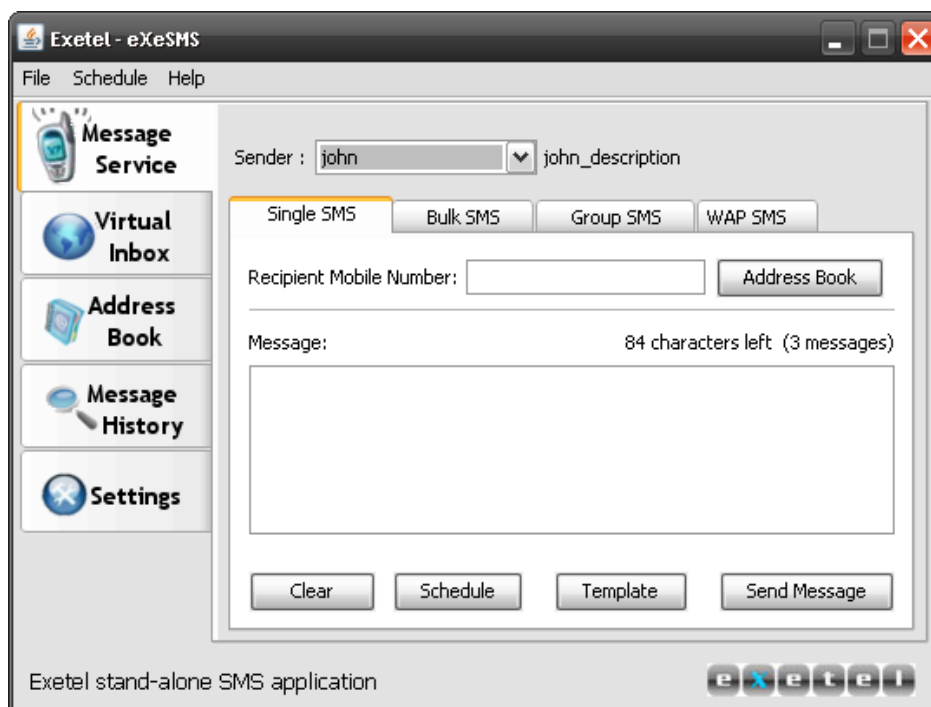 Exetel - eXeSMS
File Schedule Help
Message
Service
Virtual
Inbox
Address
Book
Message
History
Settings
Sender : john john_description
Single SMS Bulk SMS Group SMS WAP SMS
Recipient Mobile Number: Address Book
Message: 84 characters left (3 messages)
Clear Schedule Template Send Message
Exetel stand-alone SMS application
exetel